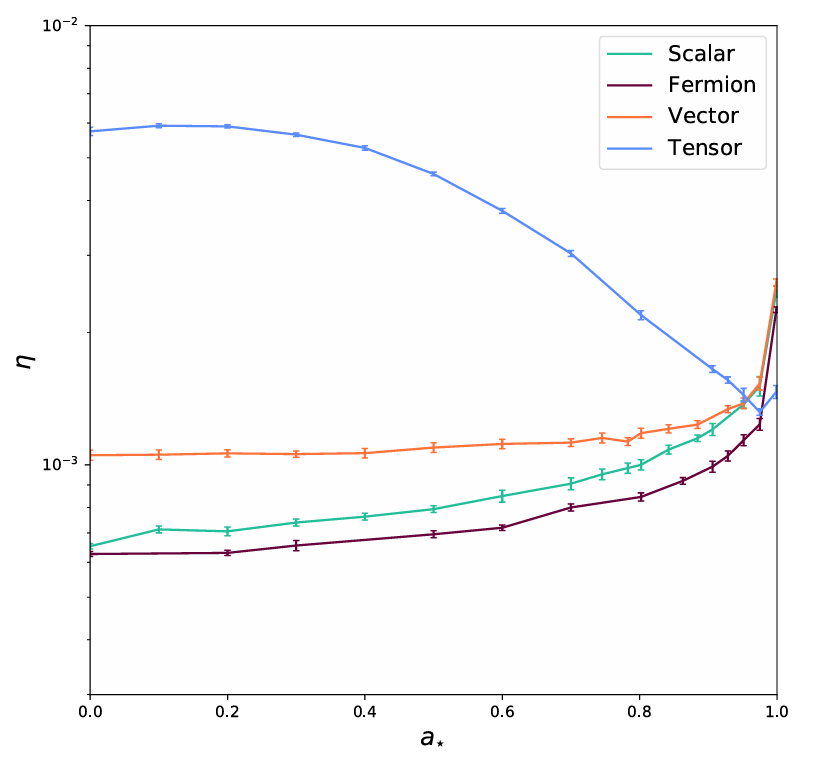 10⁻²
Scalar
Fermion
Vector
Tensor
η
10⁻³
0.0 0.2 0.4 0.6 0.8 1.0
a⋆